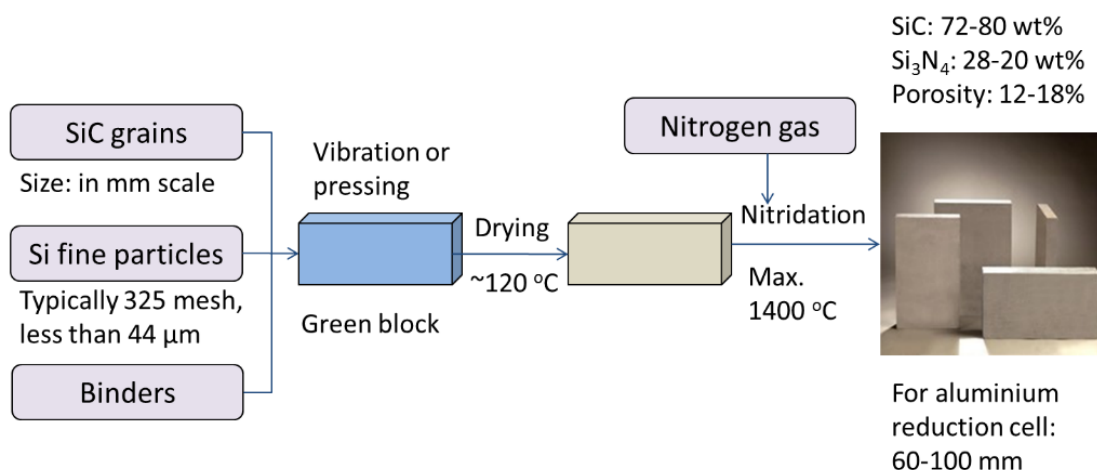 SiC grains
Size: in mm scale
Si fine particles
Typically 325 mesh,
less than 44 µm
Binders
Vibration or
pressing
Green block
Drying
~120 °C
Nitrogen gas
Nitridation
Max.
1400 °C
SiC: 72-80 wt%
Si₃N₄: 28-20 wt%
Porosity: 12-18%
For aluminium
reduction cell:
60-100 mm